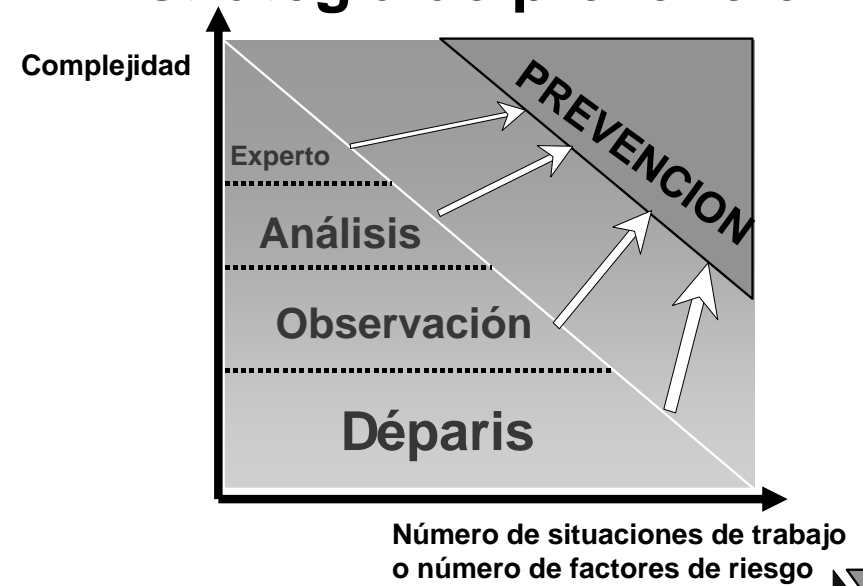 Complejidad
PREVENCION
Experto
Análisis
Observación
Déparis
Número de situaciones de trabajo
o número de factores de riesgo